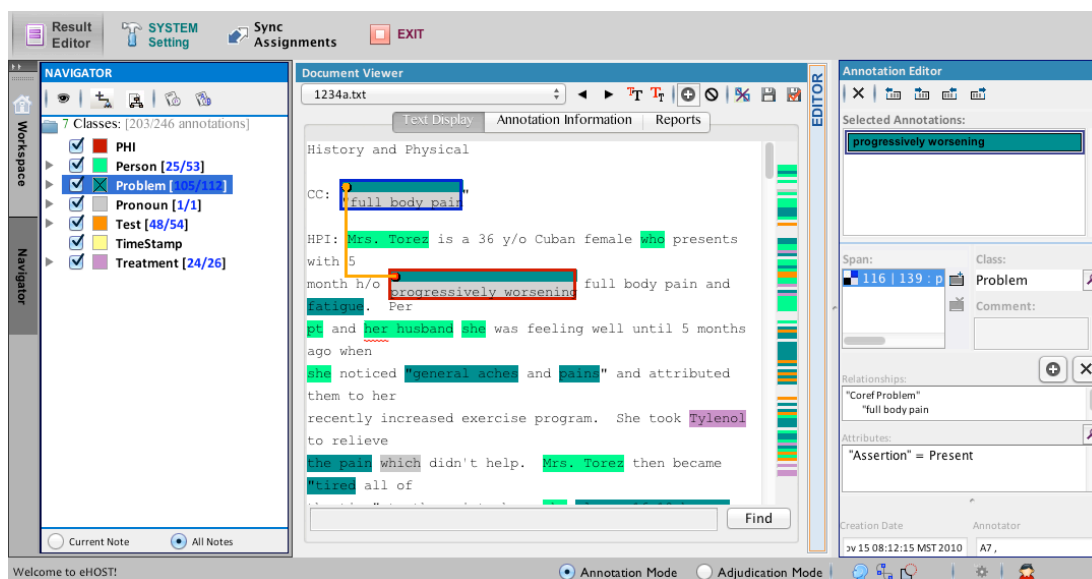 Result Editor
SYSTEM Setting
Sync Assignments
EXIT
NAVIGATOR
7 Classes: [203/246 annotations]
PHI
Person [25/53]
Problem [105/112]
Pronoun [1/1]
Test [48/54]
TimeStamp
Treatment [24/26]
Current Note
All Notes
Workspace
Navigator
Document Viewer
1234a.txt
Text Display
Annotation Information
Reports
History and Physical
CC: "full body pain"
HPI: Mrs. Torez is a 36 y/o Cuban female who presents
with 5
month h/o progressively worsening full body pain and
fatigue. Per
pt and her husband she was feeling well until 5 months
ago when
she noticed "general aches and pains" and attributed
them to her
recently increased exercise program. She took Tylenol
to relieve
the pain which didn't help. Mrs. Torez then became
"tired all of
Find
EDITOR
Annotation Editor
Selected Annotations:
progressively worsening
Span:
116 | 139 : p
Class:
Problem
Comment:
Relationships:
"Coref Problem"
"full body pain
Attributes:
"Assertion" = Present
Creation Date
Annotator
15 08:12:15 MST 2010
A7 ,
Welcome to eHOST!
Annotation Mode
Adjudication Mode